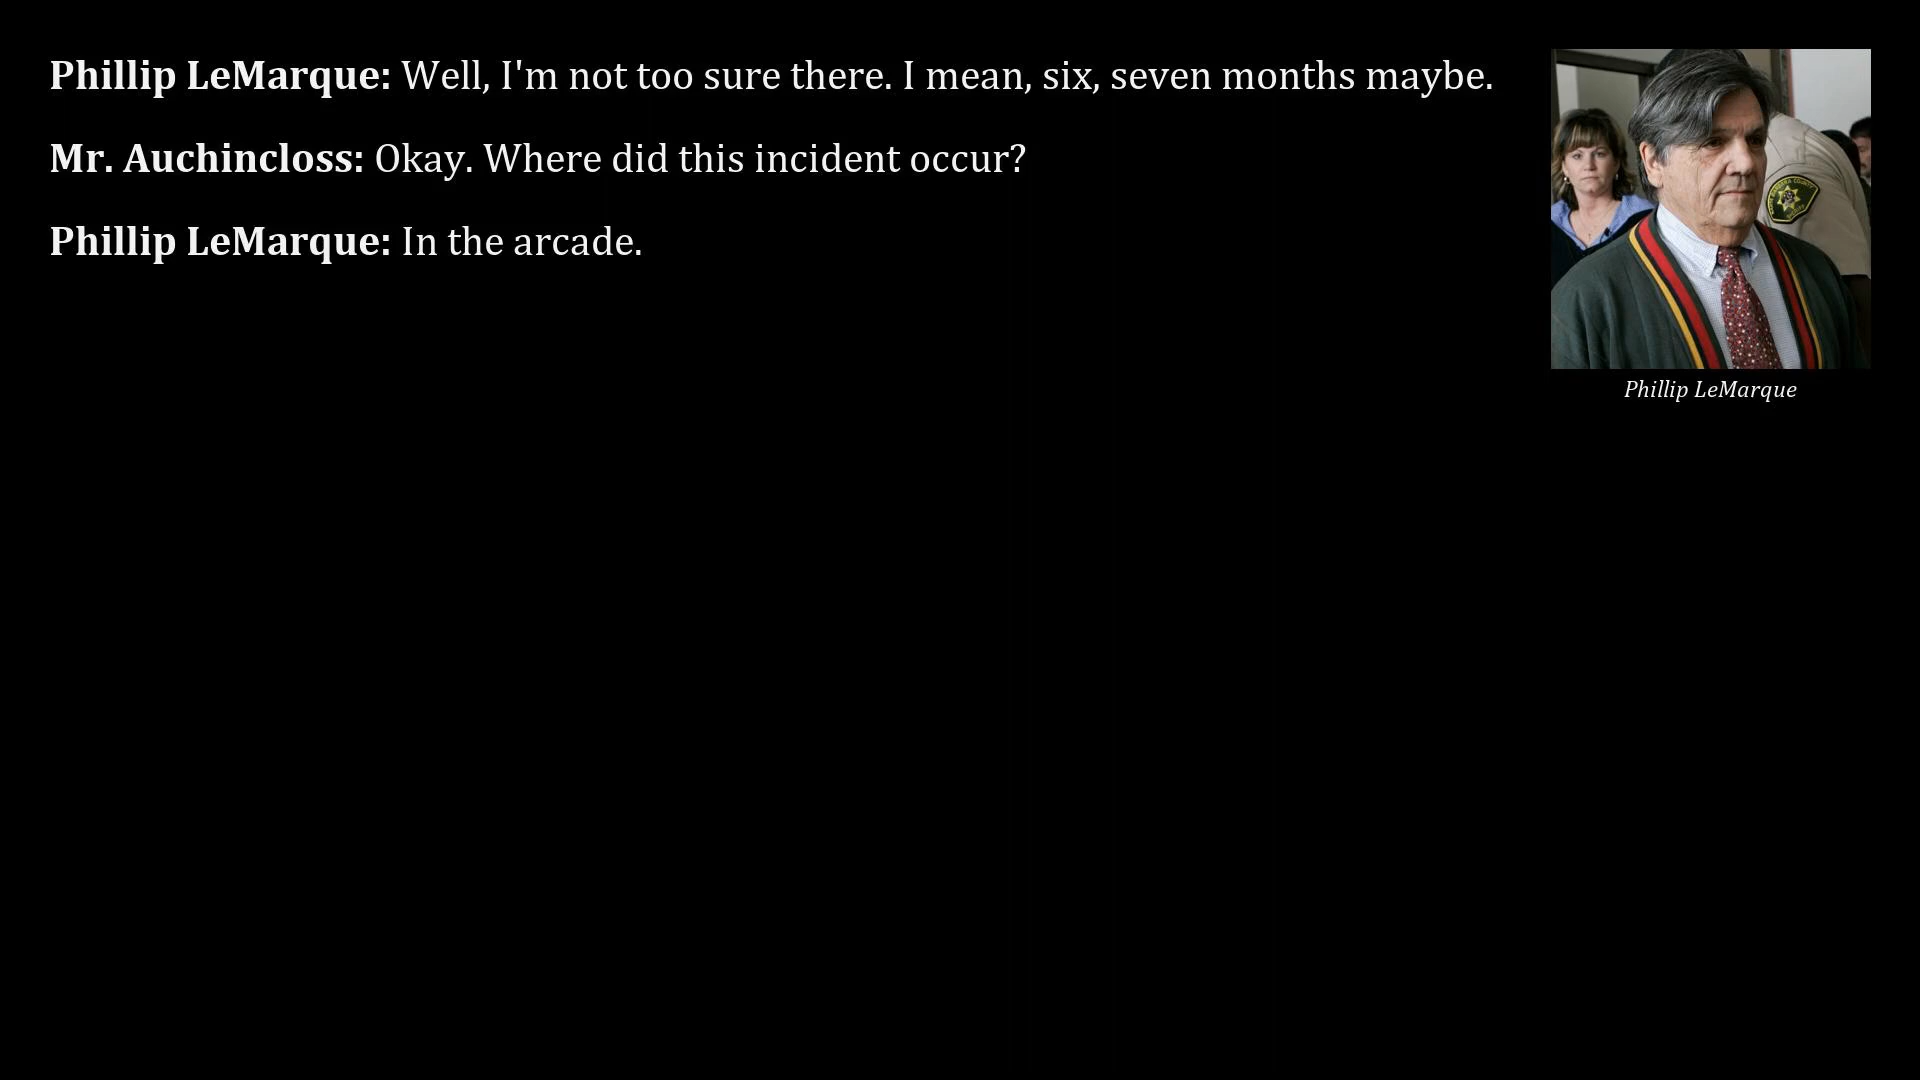 Phillip LeMarque: Well, I'm not too sure there. I mean, six, seven months maybe.
Mr. Auchincloss: Okay. Where did this incident occur?
Phillip LeMarque: In the arcade.
Phillip LeMarque